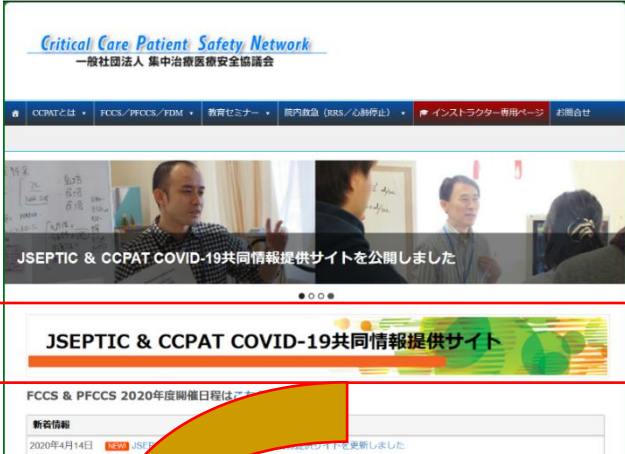 Critical Care Patient Safety Network
一般社団法人 集中治療医療安全協議会
CCPATとは FCCS/PFCCS/FDM 教育セミナー 院内救急（RRS/心肺停止） インストラクター専用ページ お問合せ
JSEPTIC & CCPAT COVID-19共同情報提供サイトを公開しました
JSEPTIC & CCPAT COVID-19共同情報提供サイト
FCCS & PFCCS 2020年度開催日程は
新着情報
2020年4月14日 NEW! JSEP 提供サイトを更新しました